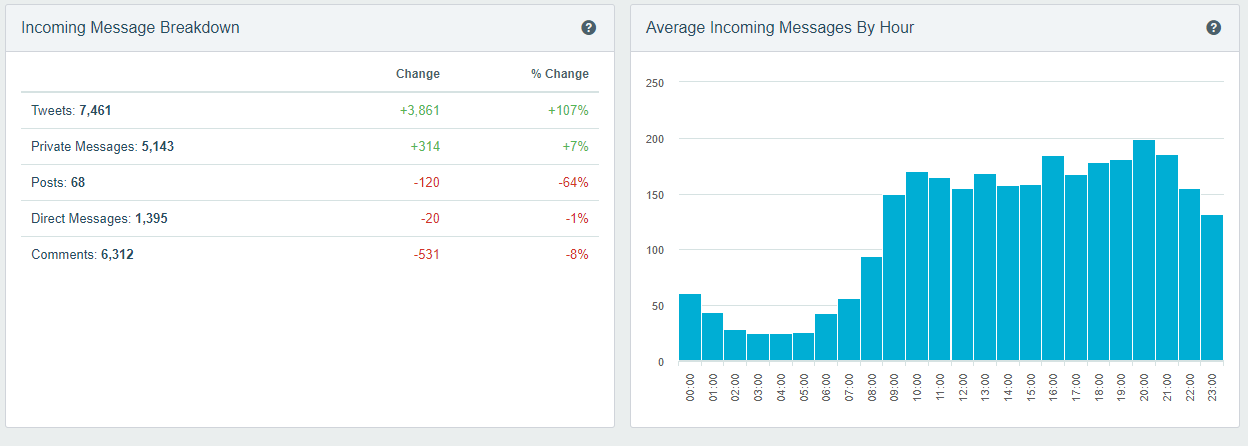 Incoming Message Breakdown
?
Change % Change
Tweets: 7,461 +3,861 +107%
Private Messages: 5,143 +314 +7%
Posts: 68 -120 -64%
Direct Messages: 1,395 -20 -1%
Comments: 6,312 -531 -8%
Average Incoming Messages By Hour
?
250
200
150
100
50
0
00:00 01:00 02:00 03:00 04:00 05:00 06:00 07:00 08:00 09:00 10:00 11:00 12:00 13:00 14:00 15:00 16:00 17:00 18:00 19:00 20:00 21:00 22:00 23:00